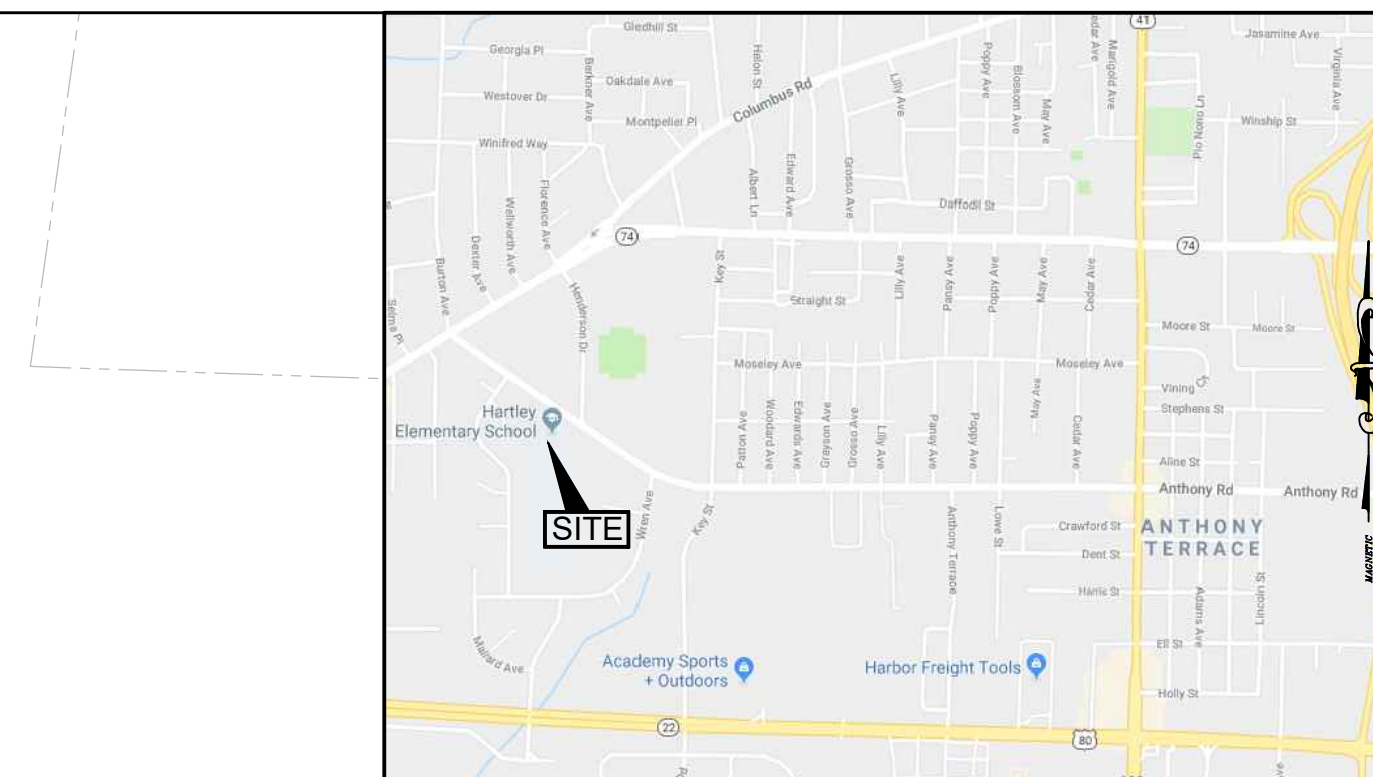 Gledhill St
41
Jasamine Ave
Georgia Pl
Helon St
Poppy Ave
Marigold Ave
Virginia Ave
Berkner Ave
Oakdale Ave
Columbus Rd
Lilly Ave
Blossom Ave
Westover Dr
May Ave
Montpelier Pl
Winship St
Winifred Way
Albert Ln
Edward Ave
Grosso Ave
Florence Ave
Wellworth Ave
Daffodil St
Dexter Ave
74
74
Burton Ave
Key St
Lilly Ave
Pansy Ave
Poppy Ave
May Ave
Cedar Ave
Henderson Dr
Straight St
Selma Pl
Moore St
Moore St
Moseley Ave
Moseley Ave
Vining Ct
Stephens St
Hartley
Elementary School
Patton Ave
Woodard Ave
Edwards Ave
Grayson Ave
Grosso Ave
Lilly Ave
Pansy Ave
Poppy Ave
May Ave
Cedar Ave
Aline St
Anthony Rd
Anthony Rd
SITE
Wren Ave
Key St
Anthony Terrace
Lowe St
Crawford St
ANTHONY
TERRACE
Dent St
MAGNETIC
Harris St
Adams Ave
Lincoln St
Mallard Ave
Ell St
Academy Sports
+ Outdoors
Harbor Freight Tools
Holly St
22
80